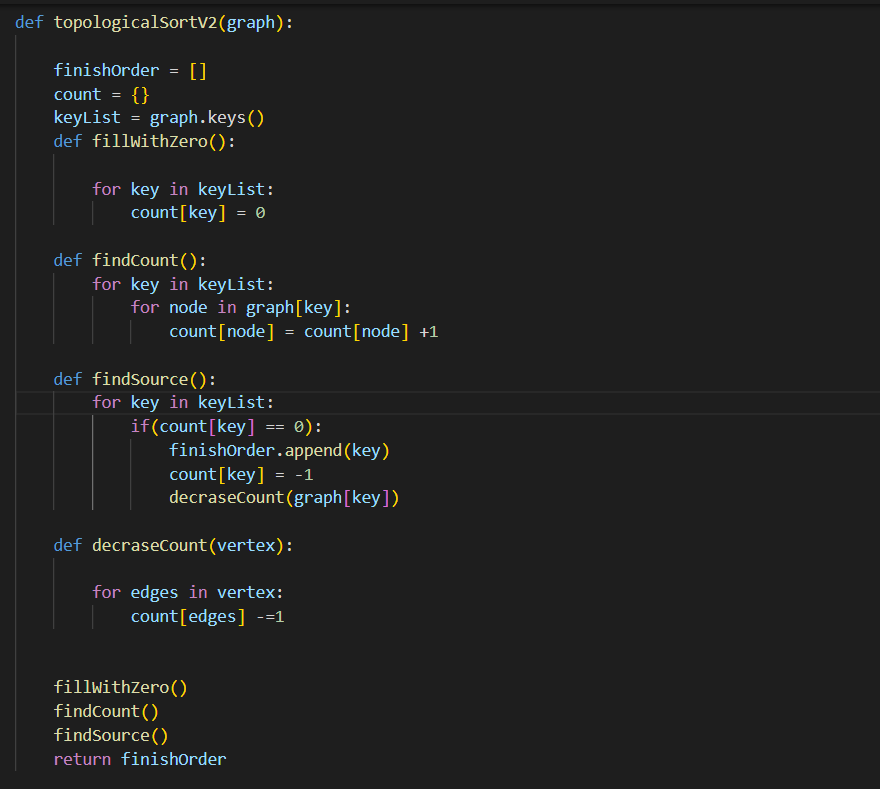 def topologicalSortV2(graph):
    finishOrder = []
    count = {}
    keyList = graph.keys()
    def fillWithZero():
        for key in keyList:
            count[key] = 0
    def findCount():
        for key in keyList:
            for node in graph[key]:
                count[node] = count[node] +1
    def findSource():
        for key in keyList:
            if(count[key] == 0):
                finishOrder.append(key)
                count[key] = -1
                decraseCount(graph[key])
    def decraseCount(vertex):
        for edges in vertex:
            count[edges] -=1
    fillWithZero()
    findCount()
    findSource()
    return finishOrder